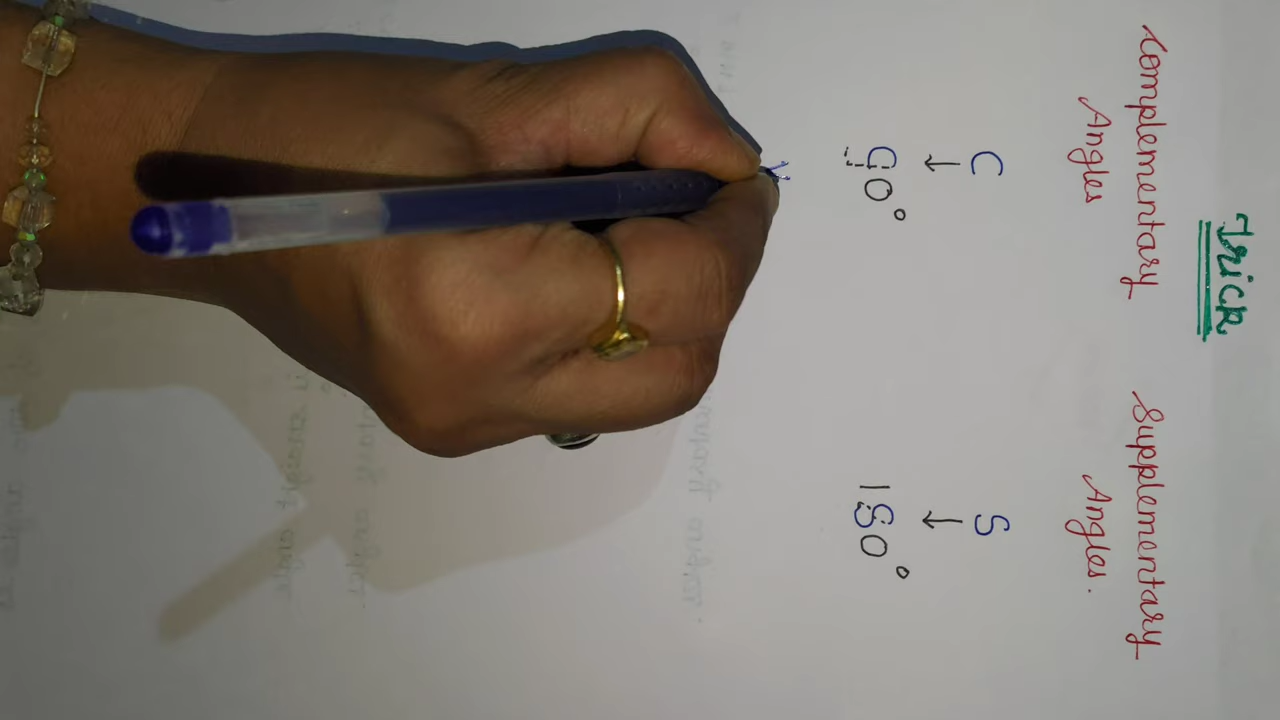 Trick
Complementary Supplementary
Angles Angles.
C S
↓ ↓
90° 180°